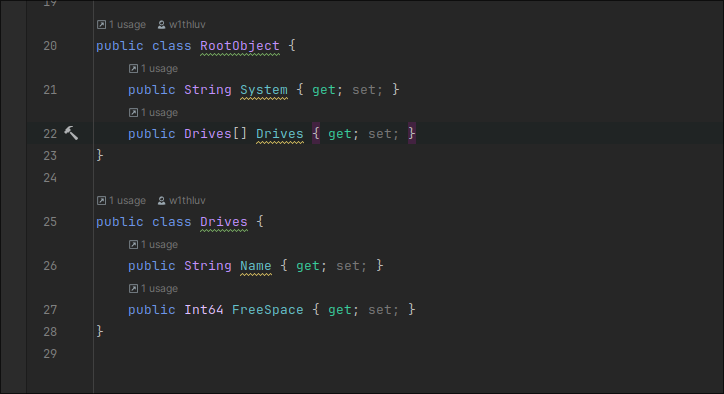 19
1 usage w1thluv
20 public class RootObject {
1 usage
21 public String System { get; set; }
1 usage
22 public Drives[] Drives { get; set; }
23 }
24
1 usage w1thluv
25 public class Drives {
1 usage
26 public String Name { get; set; }
1 usage
27 public Int64 FreeSpace { get; set; }
28 }
29